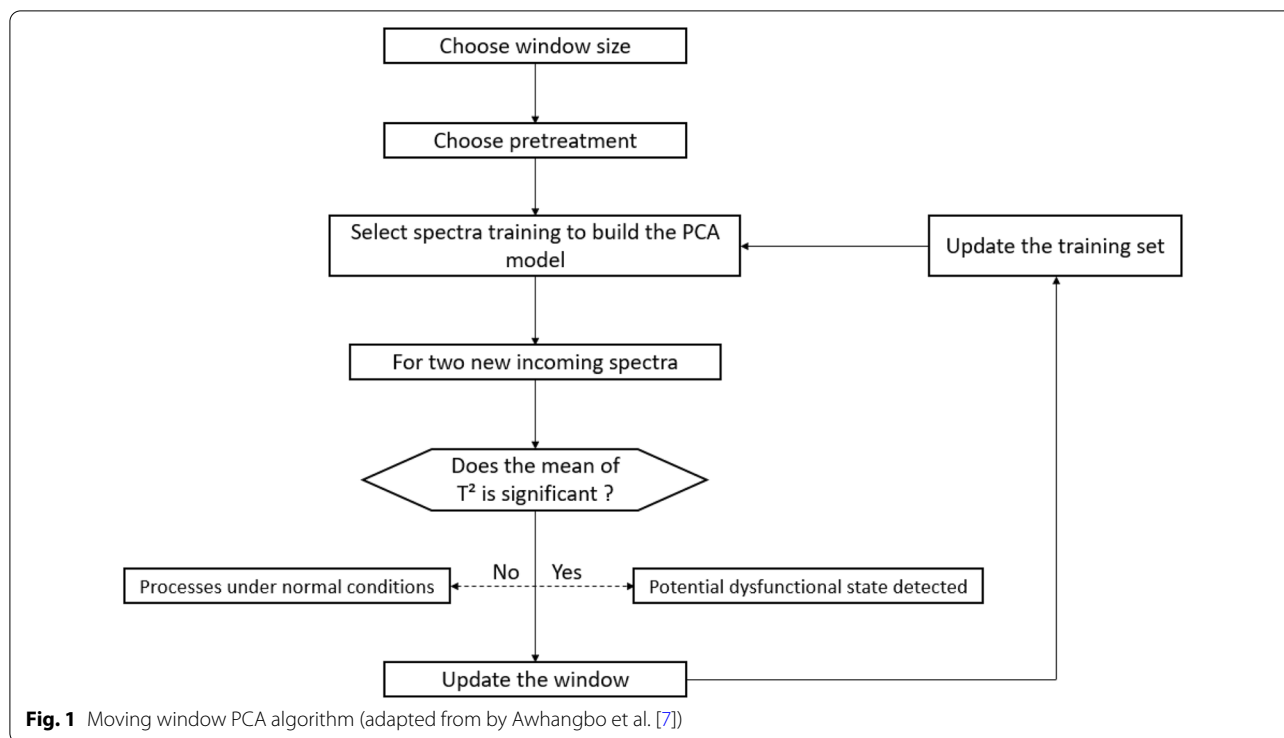 Choose window size
Choose pretreatment
Select spectra training to build the PCA
model
Update the training set
For two new incoming spectra
Does the mean of
T² is significant ?
No Yes
Processes under normal conditions
Potential dysfunctional state detected
Update the window
Fig. 1 Moving window PCA algorithm (adapted from by Awhangbo et al. [7])